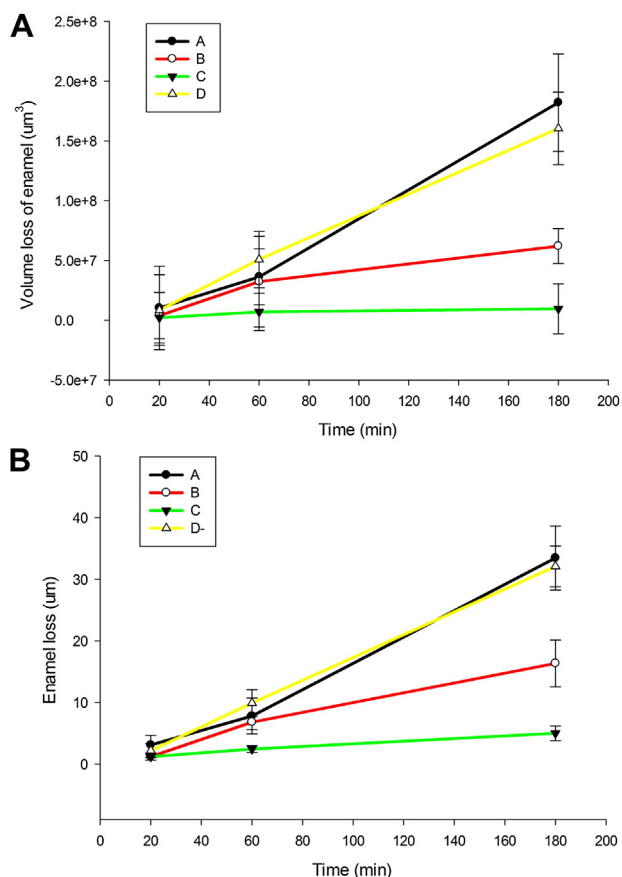 A
2.5e+8
A
B
C
D
2.0e+8
1.5e+8
1.0e+8
5.0e+7
0.0
-5.0e+7
Volume loss of enamel (um³)
0 20 40 60 80 100 120 140 160 180 200
Time (min)
B
50
A
B
C
D-
40
30
20
10
0
Enamel loss (um)
0 20 40 60 80 100 120 140 160 180 200
Time (min)